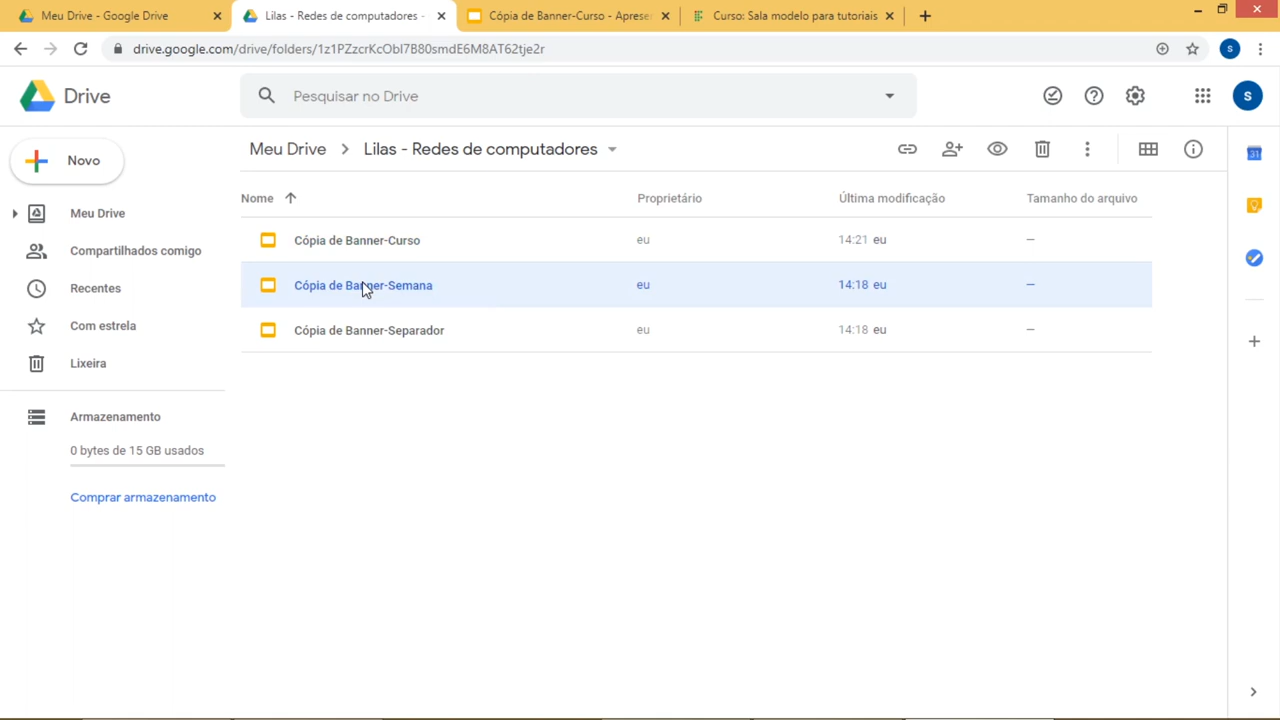 Meu Drive - Google Drive
Lilas - Redes de computadores -
Cópia de Banner-Curso - Aprese
Curso: Sala modelo para tutoriais
drive.google.com/drive/folders/1z1PZzcrKcObl7B80smdE6M8AT62tje2r
S
Drive
Pesquisar no Drive
S
Novo
Meu Drive
Lilas - Redes de computadores
Meu Drive
Compartilhados comigo
Recentes
Com estrela
Lixeira
Armazenamento
0 bytes de 15 GB usados
Comprar armazenamento
Nome
Proprietário
Última modificação
Tamanho do arquivo
Cópia de Banner-Curso
eu
14:21 eu
—
Cópia de Banner-Semana
eu
14:18 eu
—
Cópia de Banner-Separador
eu
14:18 eu
—
31